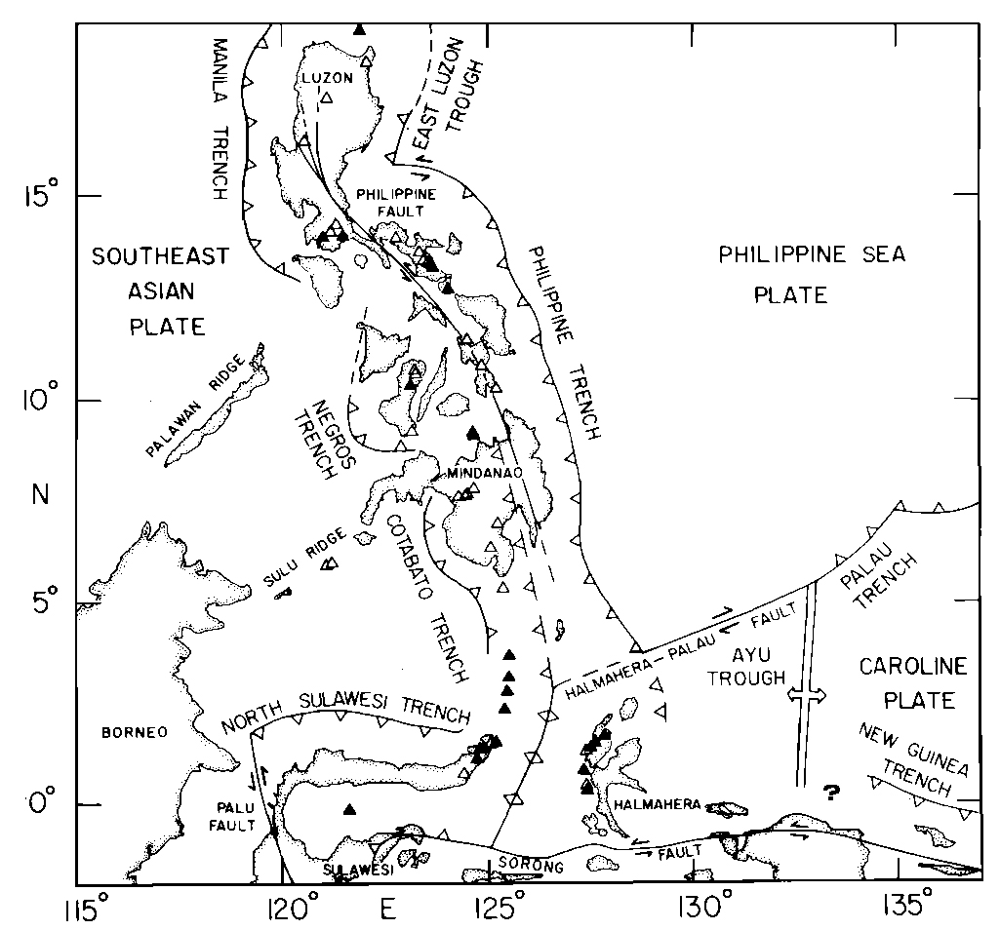 MANILA TRENCH
LUZON
EAST LUZON
TROUGH
15°
PHILIPPINE
FAULT
SOUTHEAST
ASIAN
PLATE
PHILIPPINE SEA
PLATE
PHILIPPINE TRENCH
PALAWAN RIDGE
10°
NEGROS
TRENCH
MINDANAO
N
SULU RIDGE
COTABATO TRENCH
PALAU
TRENCH
5°
HALMAHERA-PALAU FAULT
AYU
TROUGH
CAROLINE
PLATE
NORTH SULAWESI TRENCH
BORNEO
NEW GUINEA
TRENCH
0°
PALU
FAULT
HALMAHERA
?
SULAWESI
SORONG FAULT
115° 120° E 125° 130° 135°